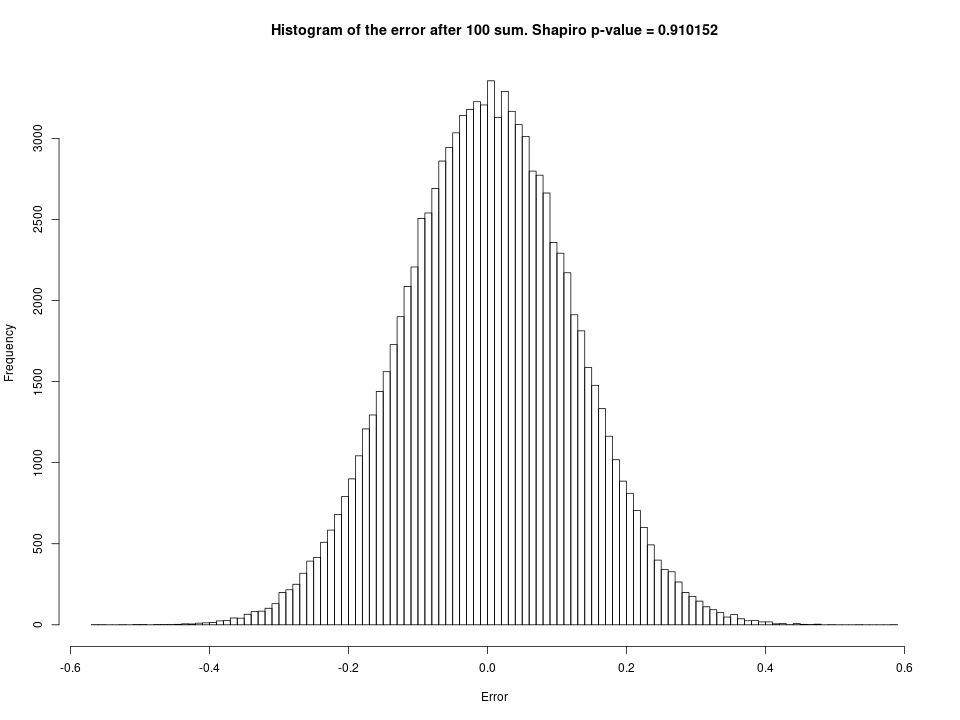 Histogram of the error after 100 sum. Shapiro p-value = 0.910152
Frequency
3000
2500
2000
1500
1000
500
0
-0.6 -0.4 -0.2 0.0 0.2 0.4 0.6
Error